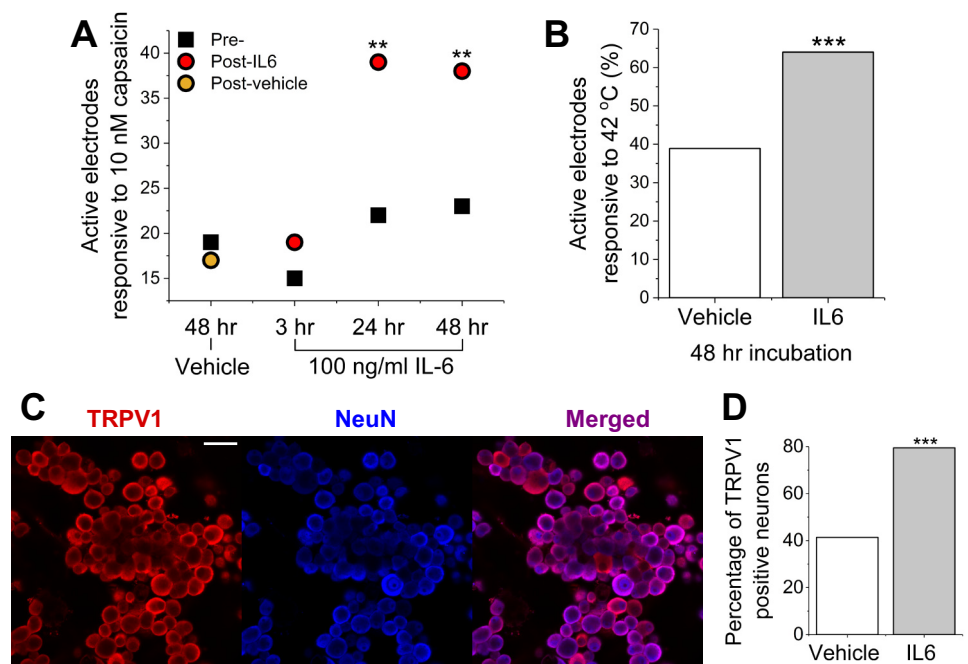 A
Active electrodes
responsive to 10 nM capsaicin
40
35
30
25
20
15
Pre-
Post-IL6
Post-vehicle
**
**
48 hr
3 hr
24 hr
48 hr
Vehicle
100 ng/ml IL-6
B
Active electrodes
responsive to 42 °C (%)
70
60
50
40
30
20
10
0
***
Vehicle
IL6
48 hr incubation
C
TRPV1
NeuN
Merged
D
Percentage of TRPV1
positive neurons
80
60
40
20
0
***
Vehicle
IL6